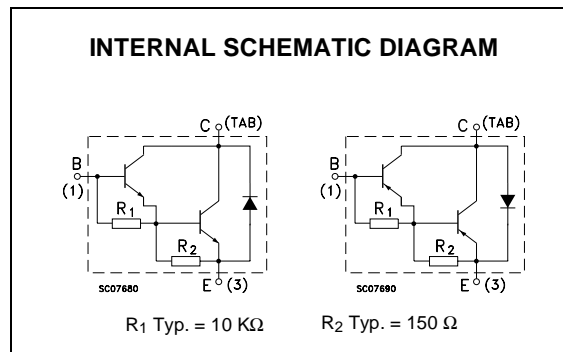 INTERNAL SCHEMATIC DIAGRAM
C (TAB) C (TAB)
B B
(1) (1)
R1 R1
R2 R2
SC07680 E (3) SC07690 E (3)
R1 Typ. = 10 KΩ R2 Typ. = 150 Ω